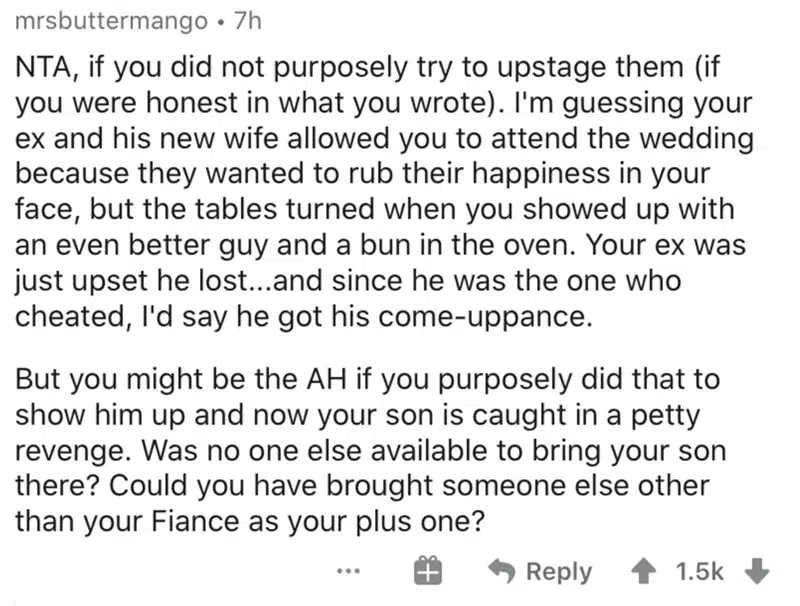 mrsbuttermango • 7h
NTA, if you did not purposely try to upstage them (if
you were honest in what you wrote). I'm guessing your
ex and his new wife allowed you to attend the wedding
because they wanted to rub their happiness in your
face, but the tables turned when you showed up with
an even better guy and a bun in the oven. Your ex was
just upset he lost...and since he was the one who
cheated, I'd say he got his come-uppance.
But you might be the AH if you purposely did that to
show him up and now your son is caught in a petty
revenge. Was no one else available to bring your son
there? Could you have brought someone else other
than your Fiance as your plus one?
Reply 1.5k